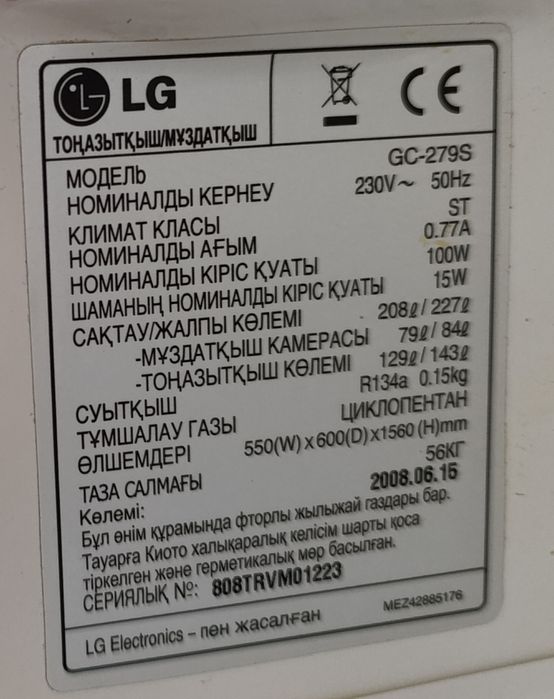 LG
ТОҢАЗЫТҚЫШ/МҰЗДАТҚЫШ
CE
МОДЕЛЬ GC-279S
НОМИНАЛДЫ КЕРНЕУ 230V~ 50Hz
КЛИМАТ КЛАСЫ ST
НОМИНАЛДЫ АҒЫМ 0.77A
НОМИНАЛДЫ КІРІС ҚУАТЫ 100W
ШАМАНЫҢ НОМИНАЛДЫ КІРІС ҚУАТЫ 15W
САҚТАУ/ЖАЛПЫ КӨЛЕМІ 208ℓ/227ℓ
-МҰЗДАТҚЫШ КАМЕРАСЫ 79ℓ/84ℓ
-ТОҢАЗЫТҚЫШ КӨЛЕМІ 129ℓ/143ℓ
СУЫТҚЫШ R134a 0.15kg
ТҰМШАЛАУ ГАЗЫ ЦИКЛОПЕНТАН
ӨЛШЕМДЕРІ 550(W)x600(D)x1560(H)mm
ТАЗА САЛМАҒЫ 56КГ
Көлемі: 2008.06.15
Бұл өнім құрамында фторлы жылыжай газдары бар.
Тауарға Киото халықаралық келісім шарты қоса
тіркелген және герметикалық мөр басылған.
СЕРИЯЛЫҚ №: 808TRVM01223
LG Electronics – пөн жасалған MEZ42885176